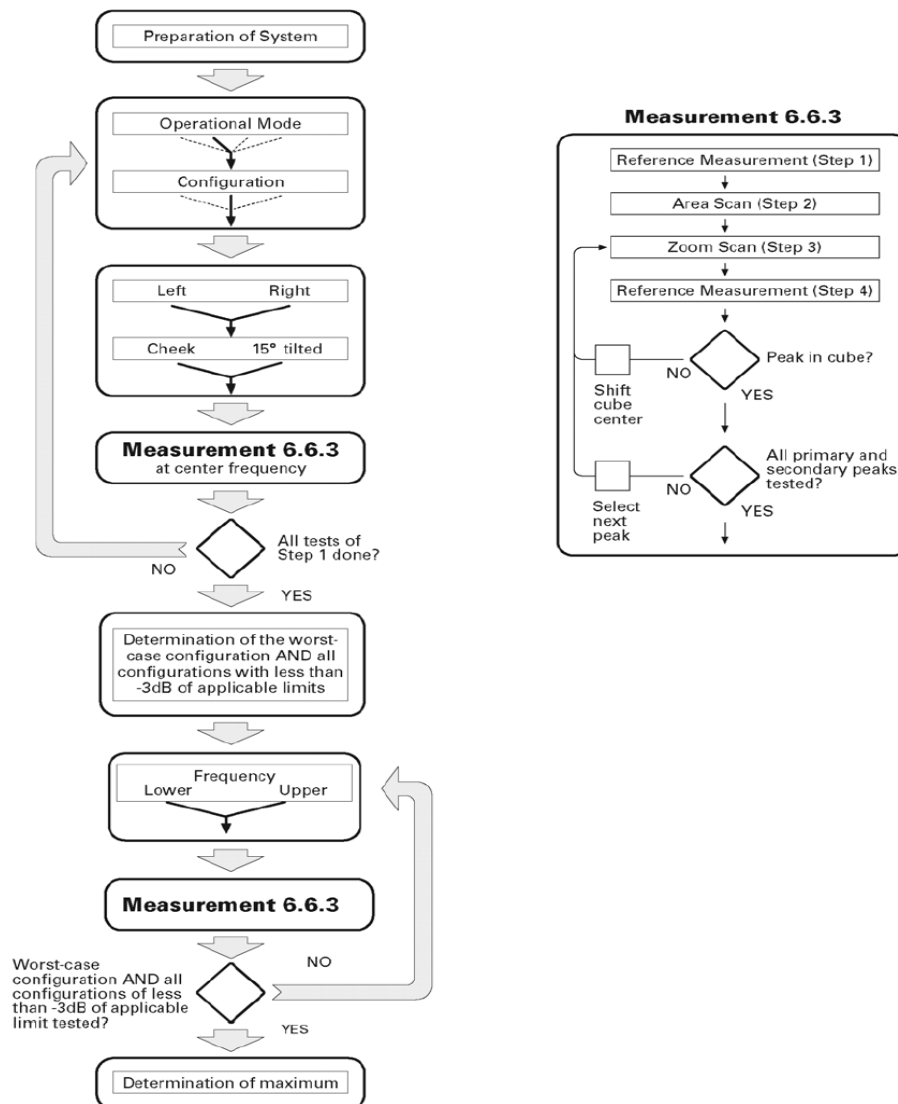 Preparation of System
Operational Mode
Configuration
Left Right
Cheek 15° tilted
Measurement 6.6.3
at center frequency
All tests of
Step 1 done?
NO
YES
Determination of the worst-
case configuration AND all
configurations with less than
-3dB of applicable limits
Frequency
Lower Upper
Measurement 6.6.3
Worst-case
configuration AND all
configurations of less
than -3dB of applicable
limit tested?
NO
YES
Determination of maximum
Measurement 6.6.3
Reference Measurement (Step 1)
Area Scan (Step 2)
Zoom Scan (Step 3)
Reference Measurement (Step 4)
Peak in cube?
NO
YES
Shift
cube
center
All primary and
secondary peaks
tested?
NO
YES
Select
next
peak